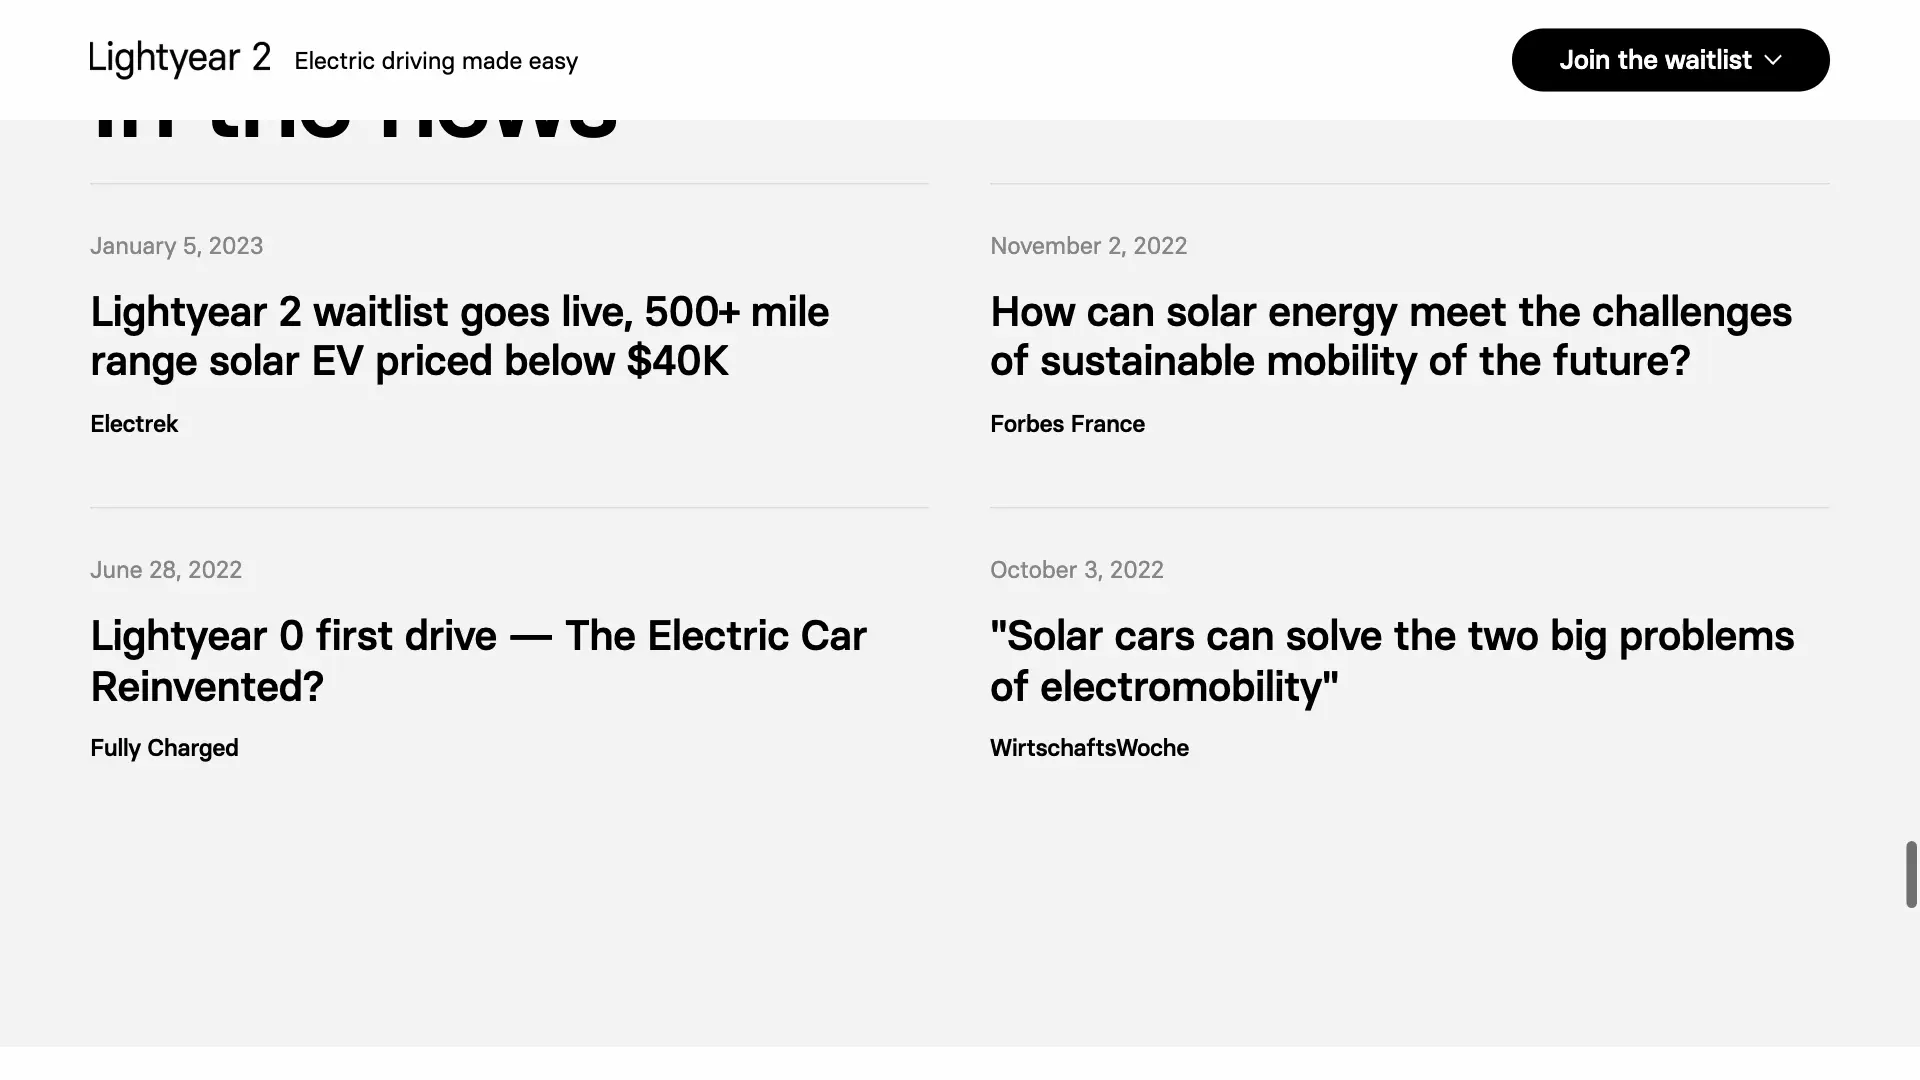 Lightyear 2 Electric driving made easy
Join the waitlist
in the news
January 5, 2023
Lightyear 2 waitlist goes live, 500+ mile
range solar EV priced below $40K
Electrek
November 2, 2022
How can solar energy meet the challenges
of sustainable mobility of the future?
Forbes France
June 28, 2022
Lightyear 0 first drive — The Electric Car
Reinvented?
Fully Charged
October 3, 2022
"Solar cars can solve the two big problems
of electromobility"
WirtschaftsWoche